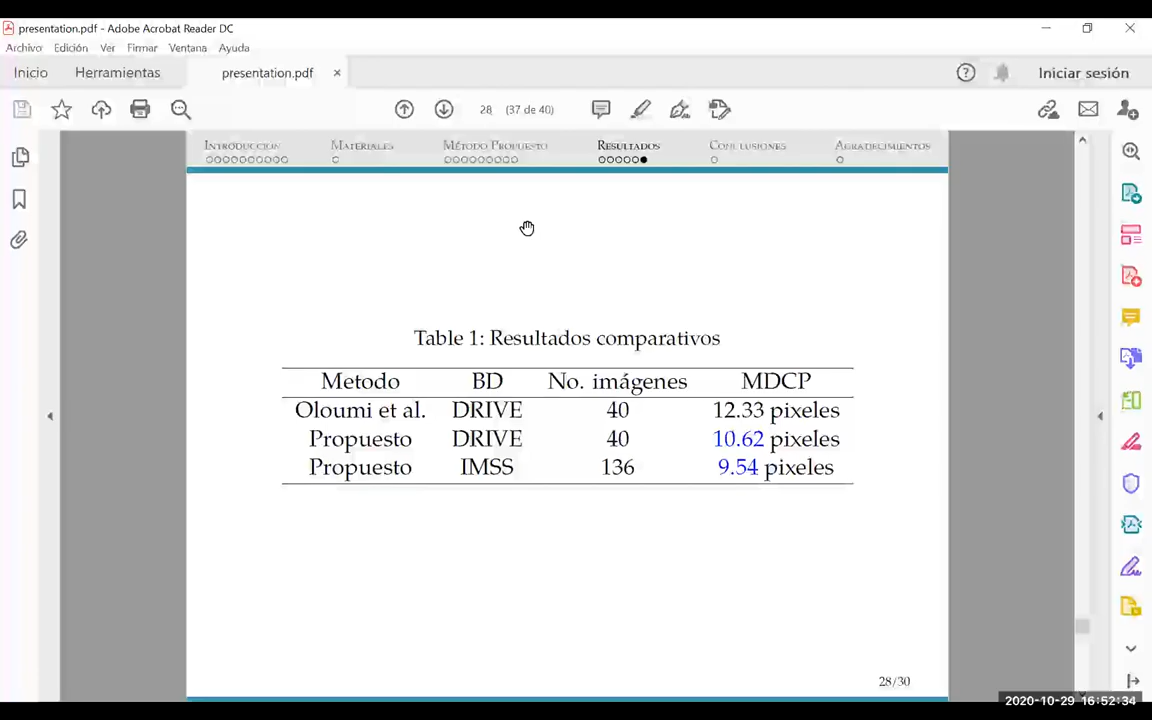 presentation.pdf - Adobe Acrobat Reader DC
Archivo Edición Ver Firmar Ventana Ayuda
Inicio Herramientas presentation.pdf × Iniciar sesión
28 (37 de 40)
Introducción Materiales Método Propuesto Resultados Conclusiones Agradecimientos
Table 1: Resultados comparativos
Metodo BD No. imágenes MDCP
Oloumi et al. DRIVE 40 12.33 pixeles
Propuesto DRIVE 40 10.62 pixeles
Propuesto IMSS 136 9.54 pixeles
28/30
2020-10-29 16:52:34